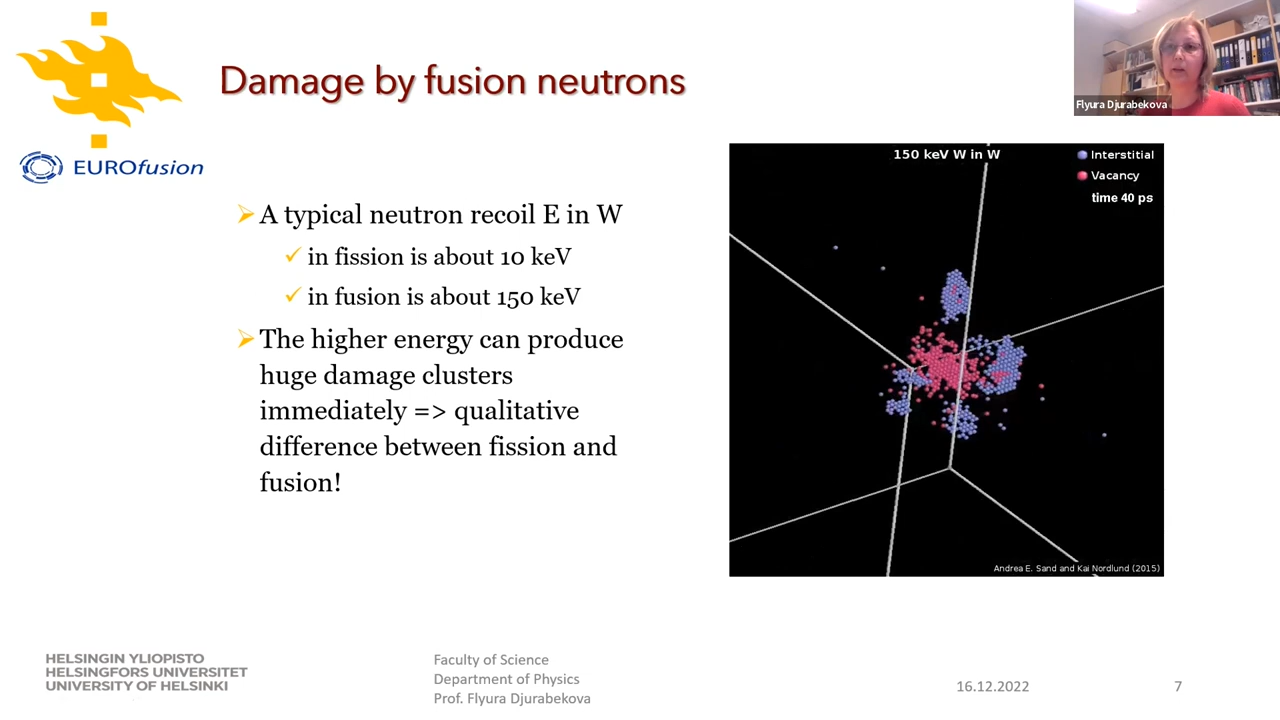 Damage by fusion neutrons
Flyura Djurabekova
EUROfusion
A typical neutron recoil E in W
in fission is about 10 keV
in fusion is about 150 keV
The higher energy can produce
huge damage clusters
immediately => qualitative
difference between fission and
fusion!
150 keV W in W
Interstitial
Vacancy
time 40 ps
Andrea E. Sand and Kai Nordlund (2015)
HELSINGIN YLIOPISTO
HELSINGFORS UNIVERSITET
UNIVERSITY OF HELSINKI
Faculty of Science
Department of Physics
Prof. Flyura Djurabekova
16.12.2022
7